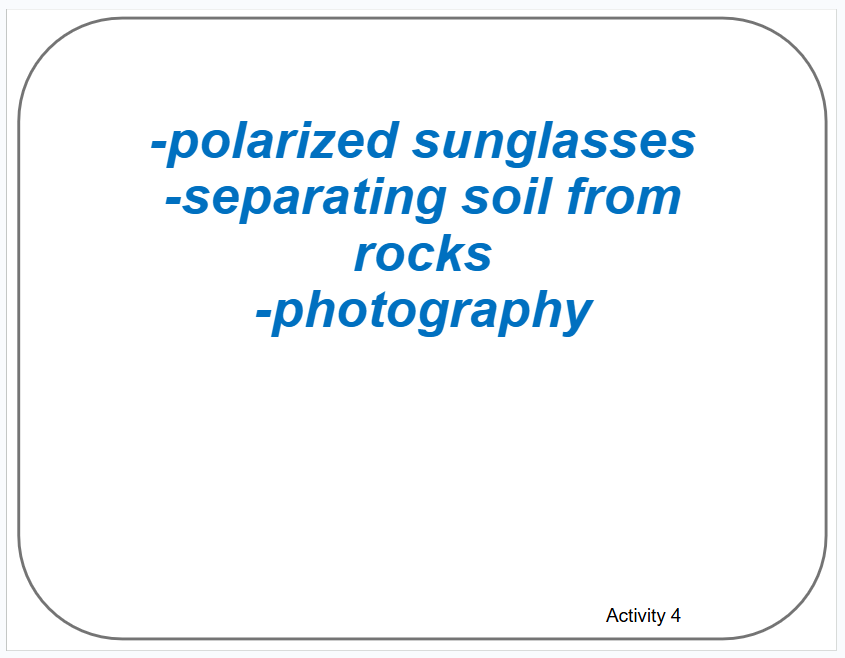 -polarized sunglasses
-separating soil from
rocks
-photography
Activity 4